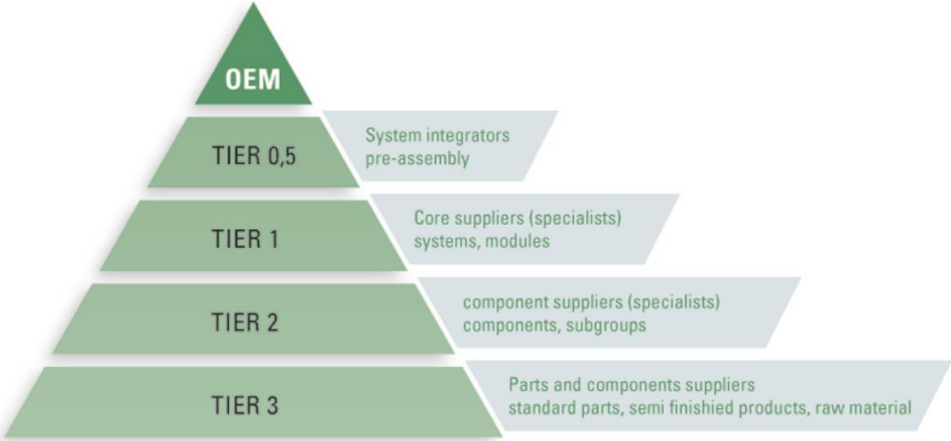 OEM
TIER 0,5
System integrators
pre-assembly
TIER 1
Core suppliers (specialists)
systems, modules
TIER 2
component suppliers (specialists)
components, subgroups
TIER 3
Parts and components suppliers
standard parts, semi finishied products, raw material